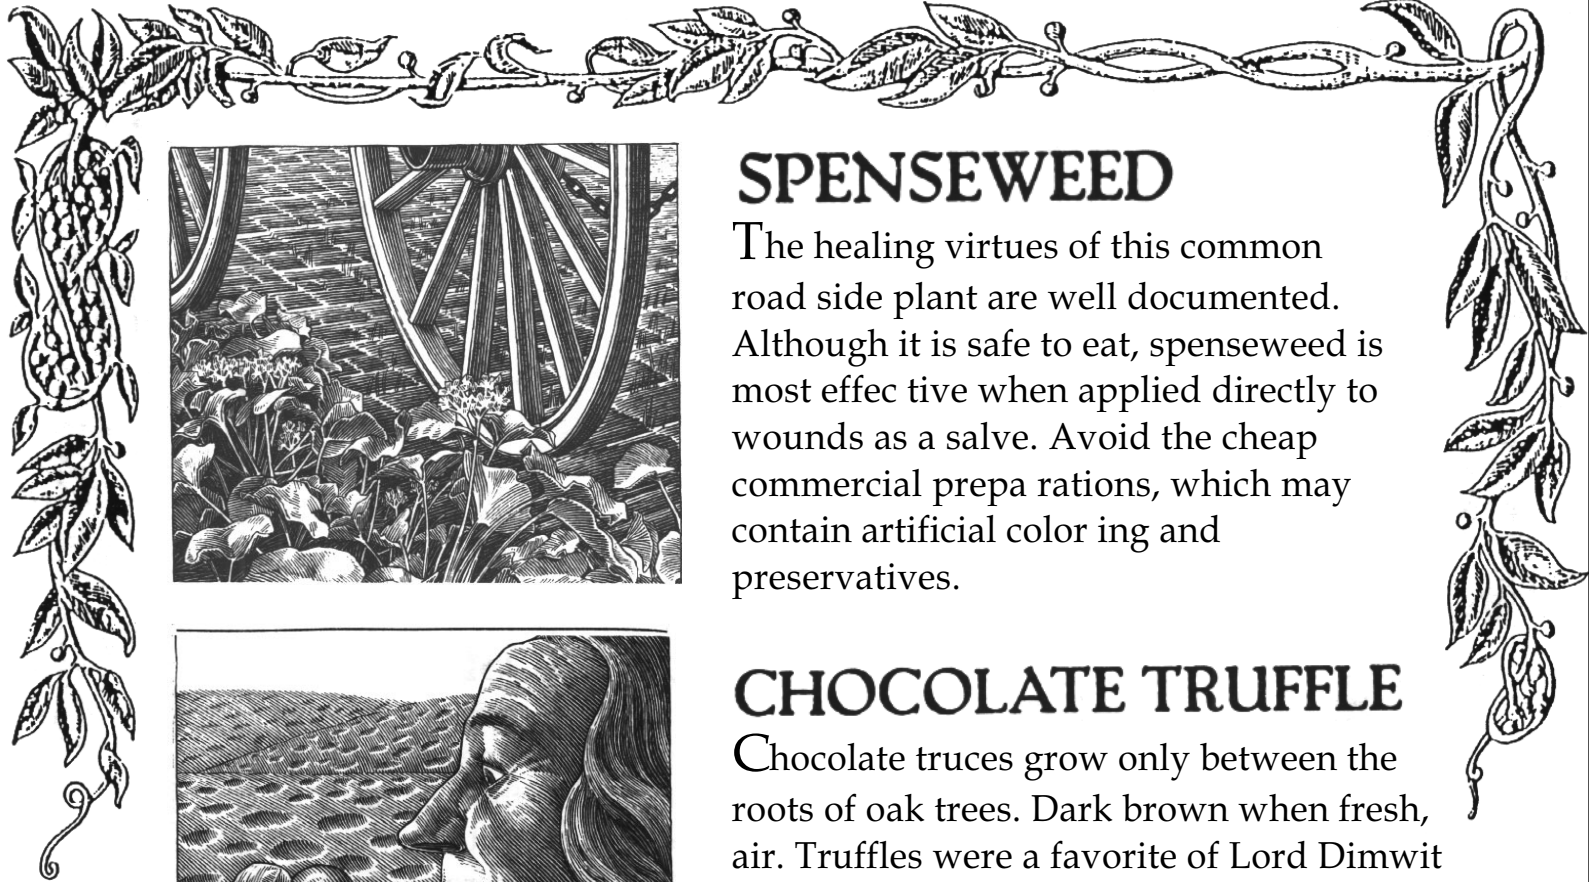 SPENSEWEED
The healing virtues of this common
road side plant are well documented.
Although it is safe to eat, spenseweed is
most effec tive when applied directly to
wounds as a salve. Avoid the cheap
commercial prepa rations, which may
contain artificial color ing and
preservatives.
CHOCOLATE TRUFFLE
Chocolate truces grow only between the
roots of oak trees. Dark brown when fresh,
air. Truffles were a favorite of Lord Dimwit